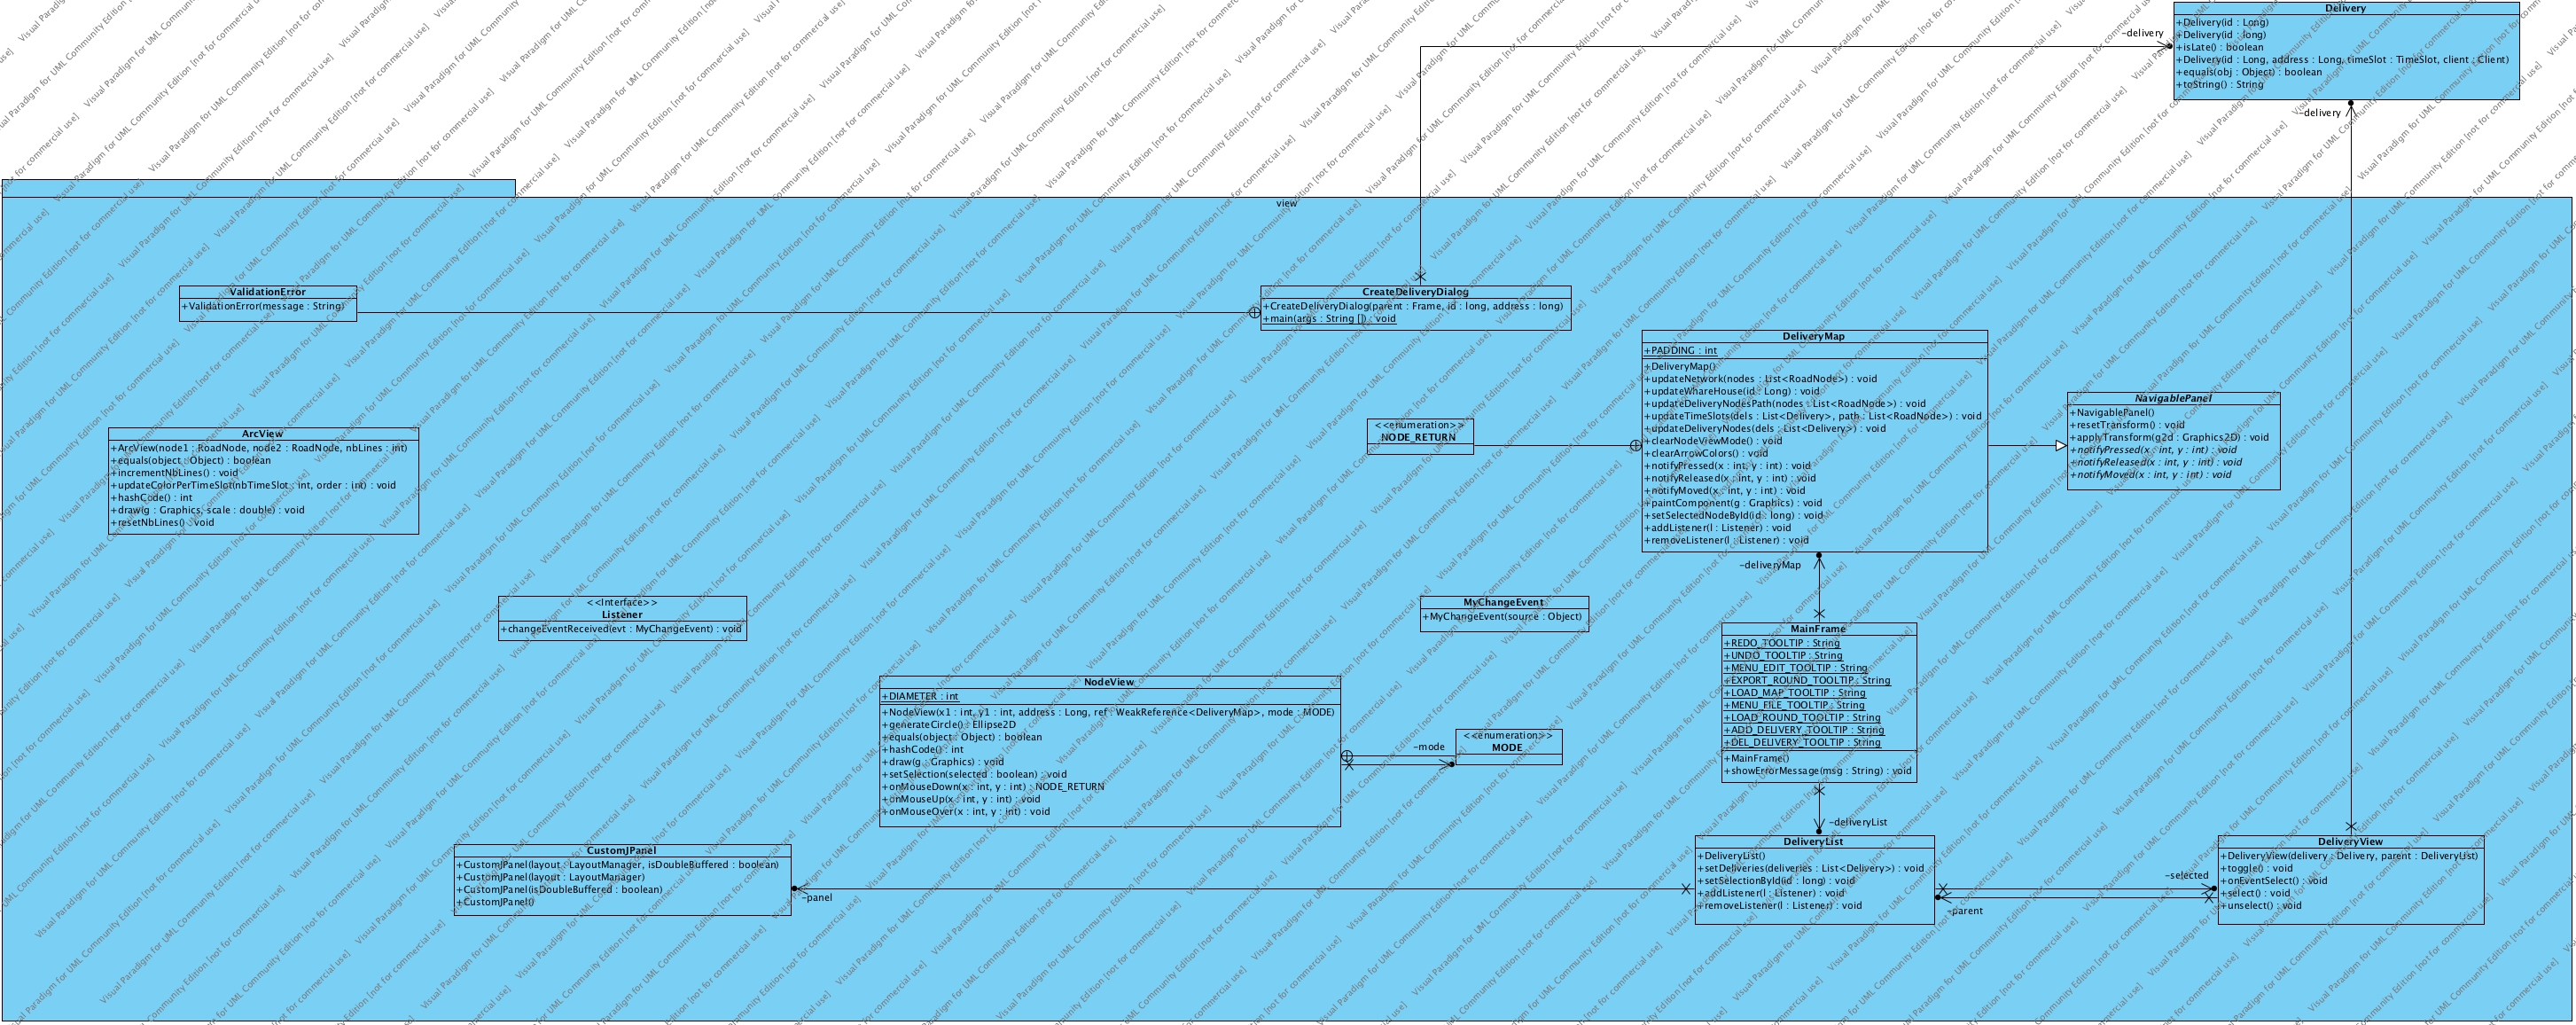 Delivery
+Delivery(id : Long)
+Delivery(id : long)
+isLate() : boolean
+Delivery(id : Long, address : Long, timeSlot : TimeSlot, client : Client)
+equals(obj : Object) : boolean
+toString() : String
-delivery
-delivery
view
ValidationError
+ValidationError(message : String)
CreateDeliveryDialog
+CreateDeliveryDialog(parent : Frame, id : long, address : long)
+main(args : String []) : void
DeliveryMap
+PADDING : int
+DeliveryMap()
+updateNetwork(nodes : List<RoadNode>) : void
+updateWhareHouse(id : Long) : void
+updateDeliveryNodesPath(nodes : List<RoadNode>) : void
+updateTimeSlots(dels : List<Delivery>, path : List<RoadNode>) : void
+updateDeliveryNodes(dels : List<Delivery>) : void
+clearNodeViewMode() : void
+clearArrowColors() : void
+notifyPressed(x : int, y : int) : void
+notifyReleased(x : int, y : int) : void
+notifyMoved(x : int, y : int) : void
+paintComponent(g : Graphics) : void
+setSelectedNodeById(id : long) : void
+addListener(l : Listener) : void
+removeListener(l : Listener) : void
<<enumeration>>
NODE_RETURN
NavigablePanel
+NavigablePanel()
+resetTransform() : void
+applyTransform(g2d : Graphics2D) : void
+notifyPressed(x : int, y : int) : void
+notifyReleased(x : int, y : int) : void
+notifyMoved(x : int, y : int) : void
ArcView
+ArcView(node1 : RoadNode, node2 : RoadNode, nbLines : int)
+equals(object : Object) : boolean
+incrementNbLines() : void
+updateColorPerTimeSlot(nbTimeSlot : int, order : int) : void
+hashCode() : int
+draw(g : Graphics, scale : double) : void
+resetNbLines() : void
-deliveryMap
<<Interface>>
Listener
+changeEventReceived(evt : MyChangeEvent) : void
MyChangeEvent
+MyChangeEvent(source : Object)
MainFrame
+REDO_TOOLTIP : String
+UNDO_TOOLTIP : String
+MENU_EDIT_TOOLTIP : String
+EXPORT_ROUND_TOOLTIP : String
+LOAD_MAP_TOOLTIP : String
+MENU_FILE_TOOLTIP : String
+LOAD_ROUND_TOOLTIP : String
+ADD_DELIVERY_TOOLTIP : String
+DEL_DELIVERY_TOOLTIP : String
+MainFrame()
+showErrorMessage(msg : String) : void
NodeView
+DIAMETER : int
+NodeView(x1 : int, y1 : int, address : Long, ref : WeakReference<DeliveryMap>, mode : MODE)
+generateCircle() : Ellipse2D
+equals(object : Object) : boolean
+hashCode() : int
+draw(g : Graphics) : void
+setSelection(selected : boolean) : void
+onMouseDown(x : int, y : int) : NODE_RETURN
+onMouseUp(x : int, y : int) : void
+onMouseOver(x : int, y : int) : void
-mode
<<enumeration>>
MODE
-deliveryList
CustomJPanel
+CustomJPanel(layout : LayoutManager, isDoubleBuffered : boolean)
+CustomJPanel(layout : LayoutManager)
+CustomJPanel(isDoubleBuffered : boolean)
+CustomJPanel()
-panel
DeliveryList
+DeliveryList()
+setDeliveries(deliveries : List<Delivery>) : void
+setSelectionById(id : long) : void
+addListener(l : Listener) : void
+removeListener(l : Listener) : void
-selected
-parent
DeliveryView
+DeliveryView(delivery : Delivery, parent : DeliveryList)
+toggle() : void
+onEventSelect() : void
+select() : void
+unselect() : void
Visual Paradigm for UML Community Edition [not for commercial use]